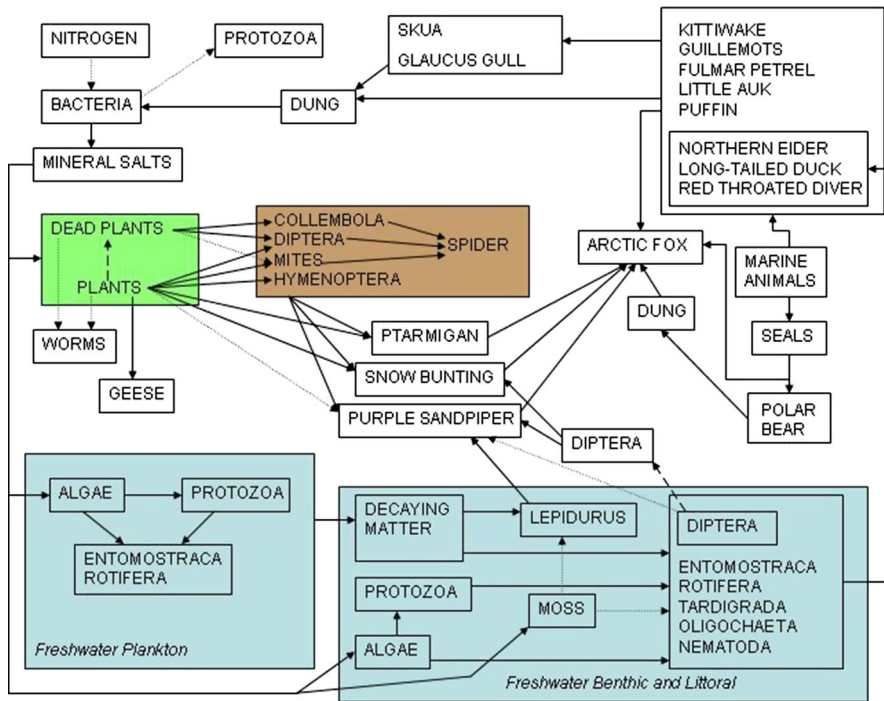 NITROGEN
PROTOZOA
SKUA
GLAUCUS GULL
KITTIWAKE
GUILLEMOTS
FULMAR PETREL
LITTLE AUK
PUFFIN
BACTERIA
DUNG
MINERAL SALTS
NORTHERN EIDER
LONG-TAILED DUCK
RED THROATED DIVER
DEAD PLANTS
PLANTS
COLLEMBOLA
DIPTERA
MITES
HYMENOPTERA
SPIDER
ARCTIC FOX
MARINE
ANIMALS
DUNG
SEALS
WORMS
PTARMIGAN
GEESE
SNOW BUNTING
PURPLE SANDPIPER
POLAR
BEAR
DIPTERA
ALGAE
PROTOZOA
ENTOMOSTRACA
ROTIFERA
Freshwater Plankton
DECAYING
MATTER
LEPIDURUS
DIPTERA
ENTOMOSTRACA
ROTIFERA
TARDIGRADA
OLIGOCHAETA
NEMATODA
PROTOZOA
MOSS
ALGAE
Freshwater Benthic and Littoral